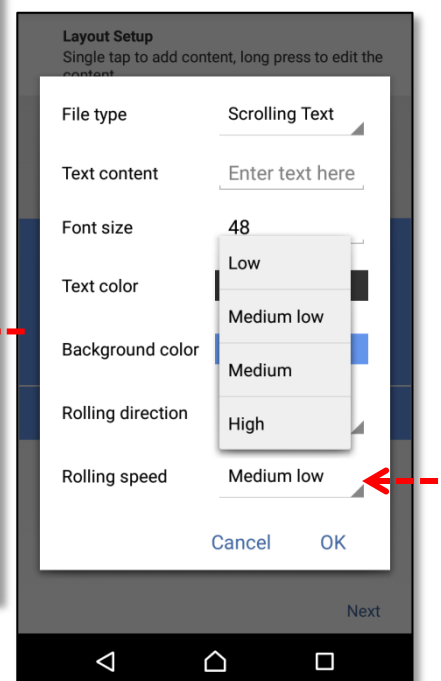 Layout Setup
Single tap to add content, long press to edit the
content
File type Scrolling Text
Text content Enter text here
Font size 48
Low
Text color
Medium low
Background color
Medium
Rolling direction
High
Rolling speed Medium low
Cancel OK
Next